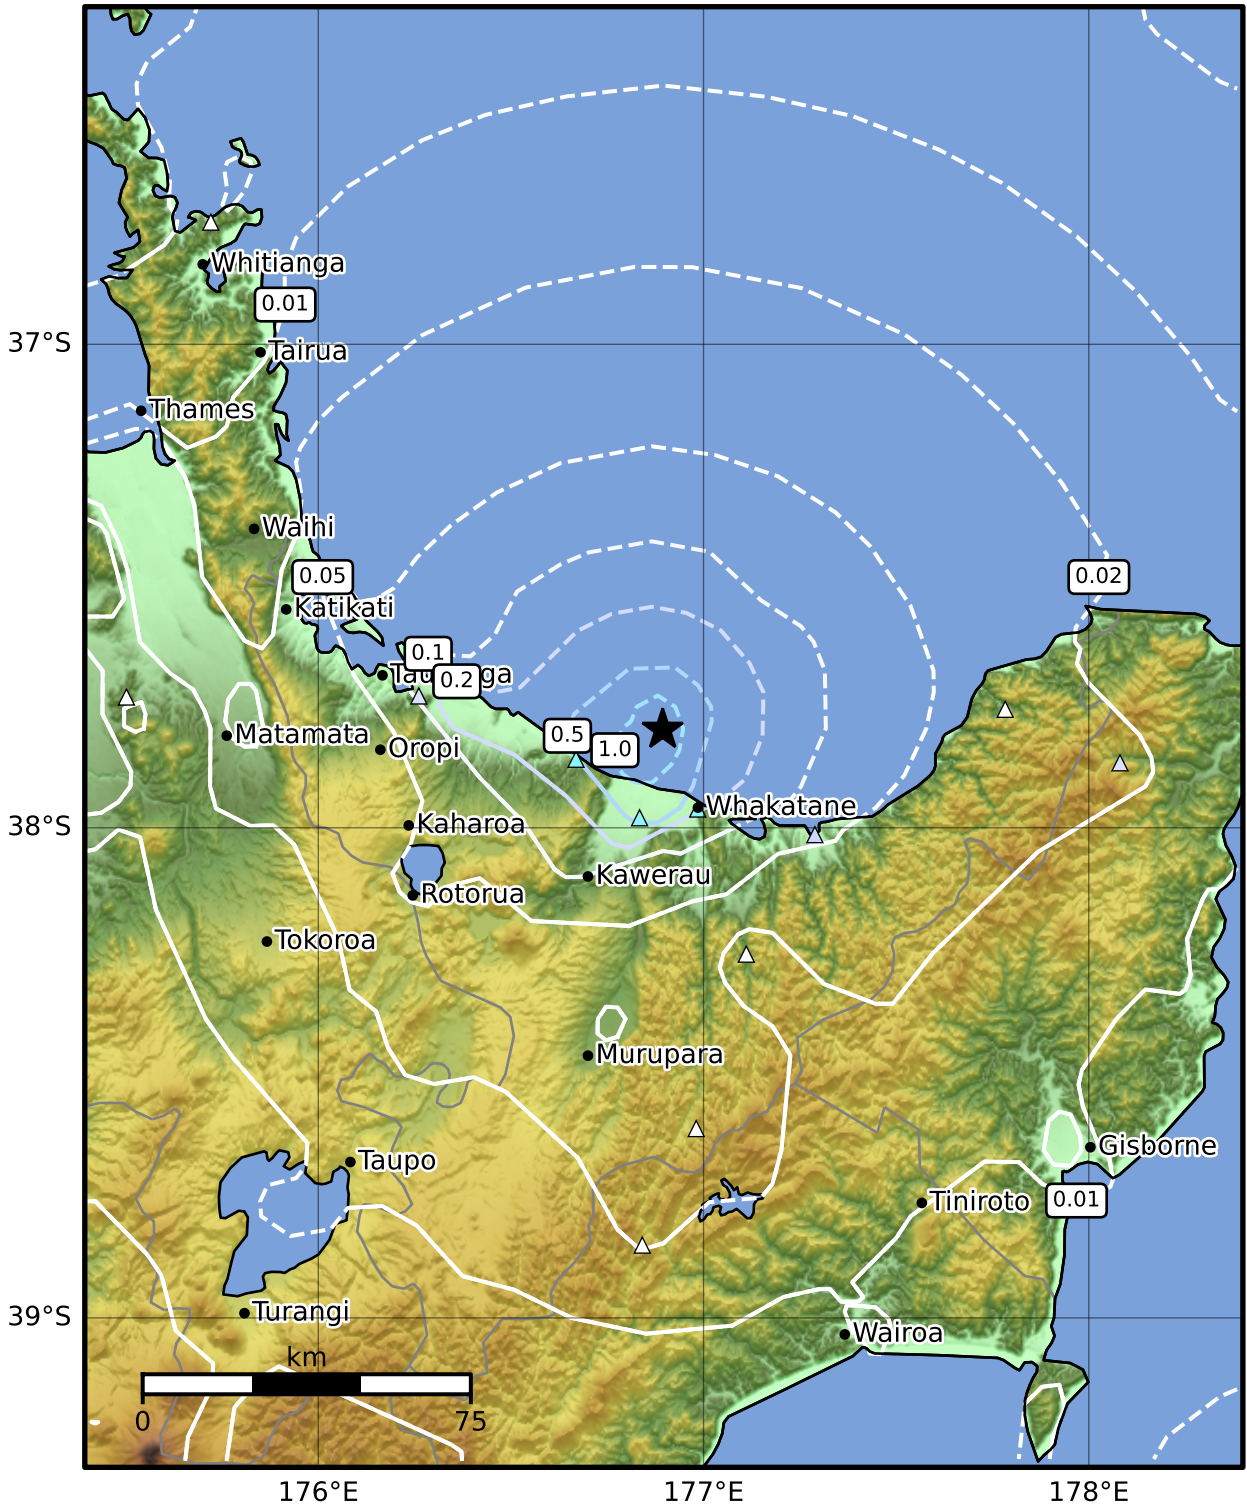 Whitianga
0.01
37°S
Tairua
Thames
Waihi
0.05
0.02
Katikati
0.1
0.2
0.5
1.0
Matamata
Oropi
Whakatane
38°S
Kaharoa
Kawerau
Rotorua
Tokoroa
Murupara
Gisborne
Taupo
Tiniroto
0.01
39°S
Turangi
Wairoa
km
0
75
176°E
177°E
178°E